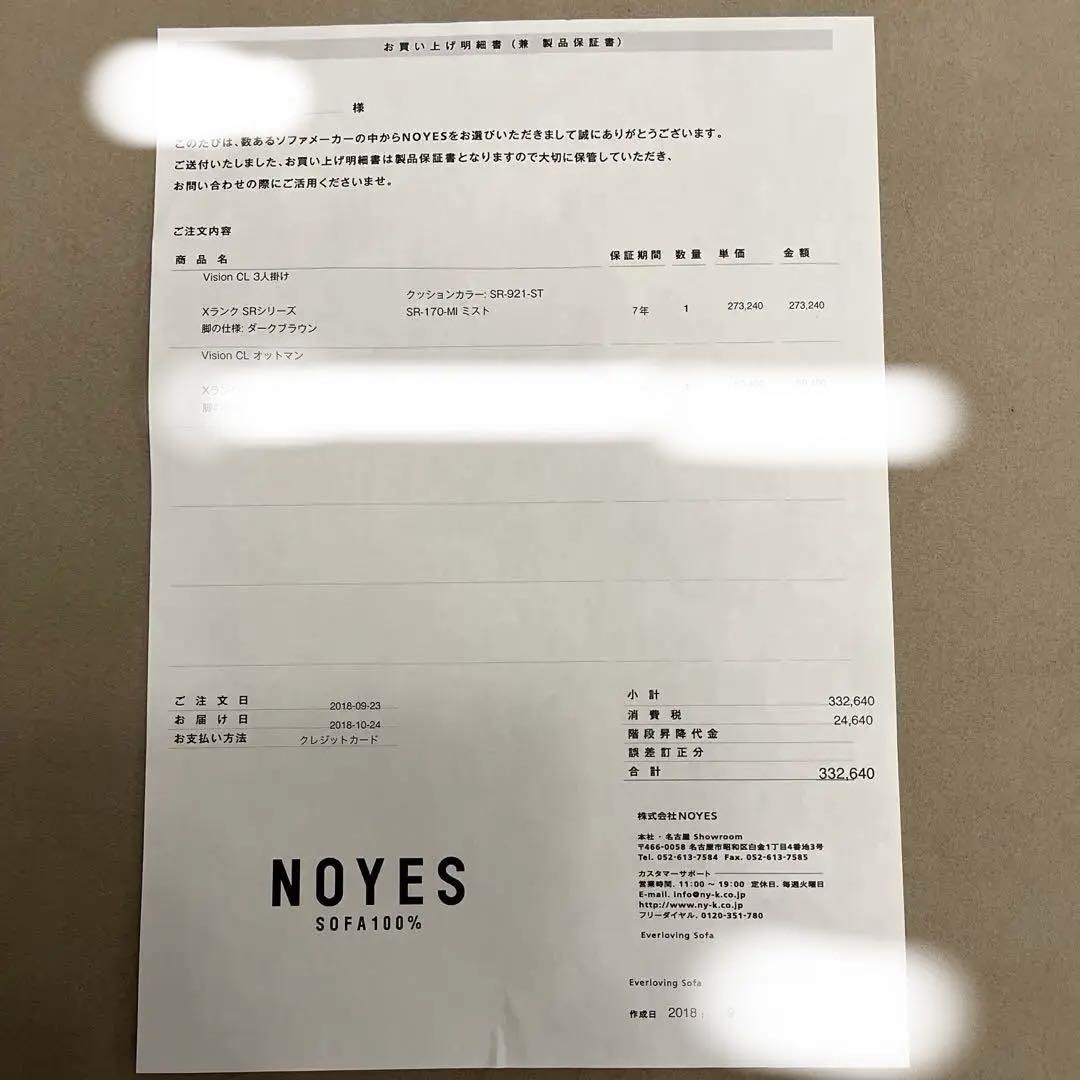 お買い上げ明細書(兼 製品保証書)
様
このたびは、数あるソファメーカーの中からNOYESをお選びいただきまして誠にありがとうございます。
ご送付いたしました、お買い上げ明細書は製品保証書となりますので大切に保管していただき、
お問い合わせの際にご活用くださいませ。
ご注文内容
商品名 保証期間 数量 単価 金額
Vision CL 3人掛け
クッションカラー: SR-921-ST
Xランク SRシリーズ SR-170-MI ミスト 7年 1 273,240 273,240
脚の仕様: ダークブラウン
Vision CL オットマン
Xラン
脚の
ご注文日 2018-09-23
お届け日 2018-10-24
お支払い方法 クレジットカード
小計 332,640
消費税 24,640
階段昇降代金
誤差訂正分
合計 332,640
NOYES
SOFA100%
株式会社NOYES
本社・名古屋 Showroom
〒466-0058 名古屋市昭和区白金1丁目4番地3号
Tel. 052-613-7584 Fax. 052-613-7585
カスタマーサポート
営業時間. 11:00 ~ 19:00 定休日. 毎週火曜日
E-mail. info@ny-k.co.jp
http://www.ny-k.co.jp
フリーダイヤル. 0120-351-780
Everloving Sofa
Everloving Sofa
作成日 2018